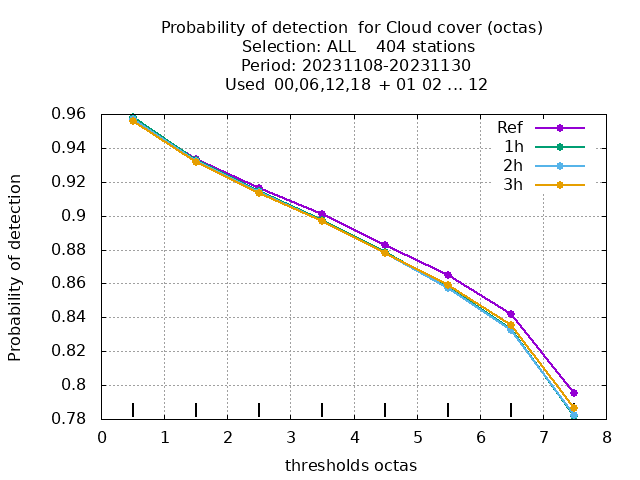 Probability of detection  for Cloud cover (octas)
Selection: ALL    404 stations
Period: 20231108-20231130
Used  00,06,12,18  + 01 02 ... 12
Ref
1h
2h
3h
0.96
0.94
0.92
0.9
0.88
0.86
0.84
0.82
0.8
0.78
Probability of detection
0 1 2 3 4 5 6 7 8
thresholds octas